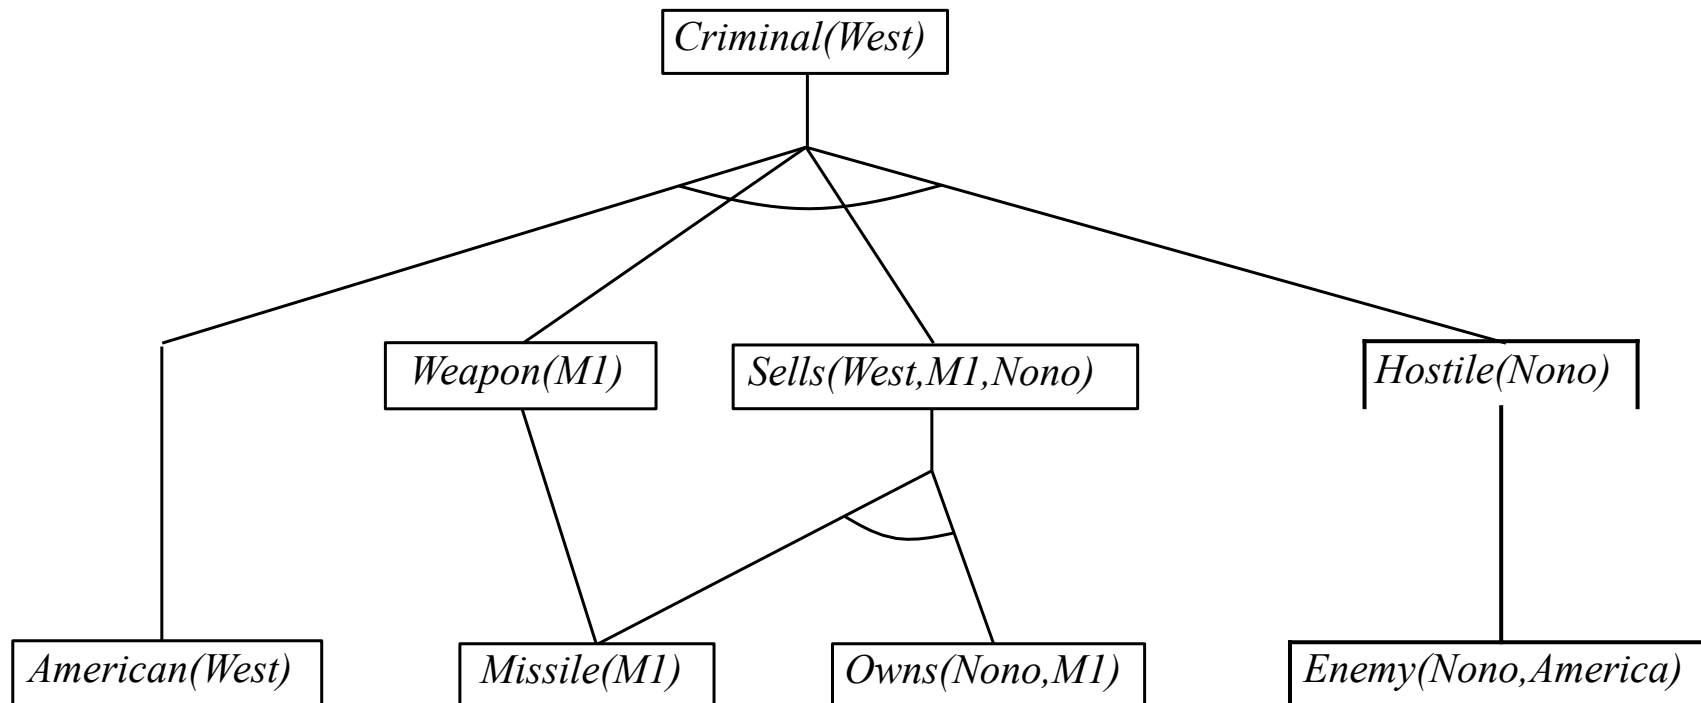 Criminal(West)
Weapon(M1)
Sells(West,M1,Nono)
Hostile(Nono)
American(West)
Missile(M1)
Owns(Nono,M1)
Enemy(Nono,America)